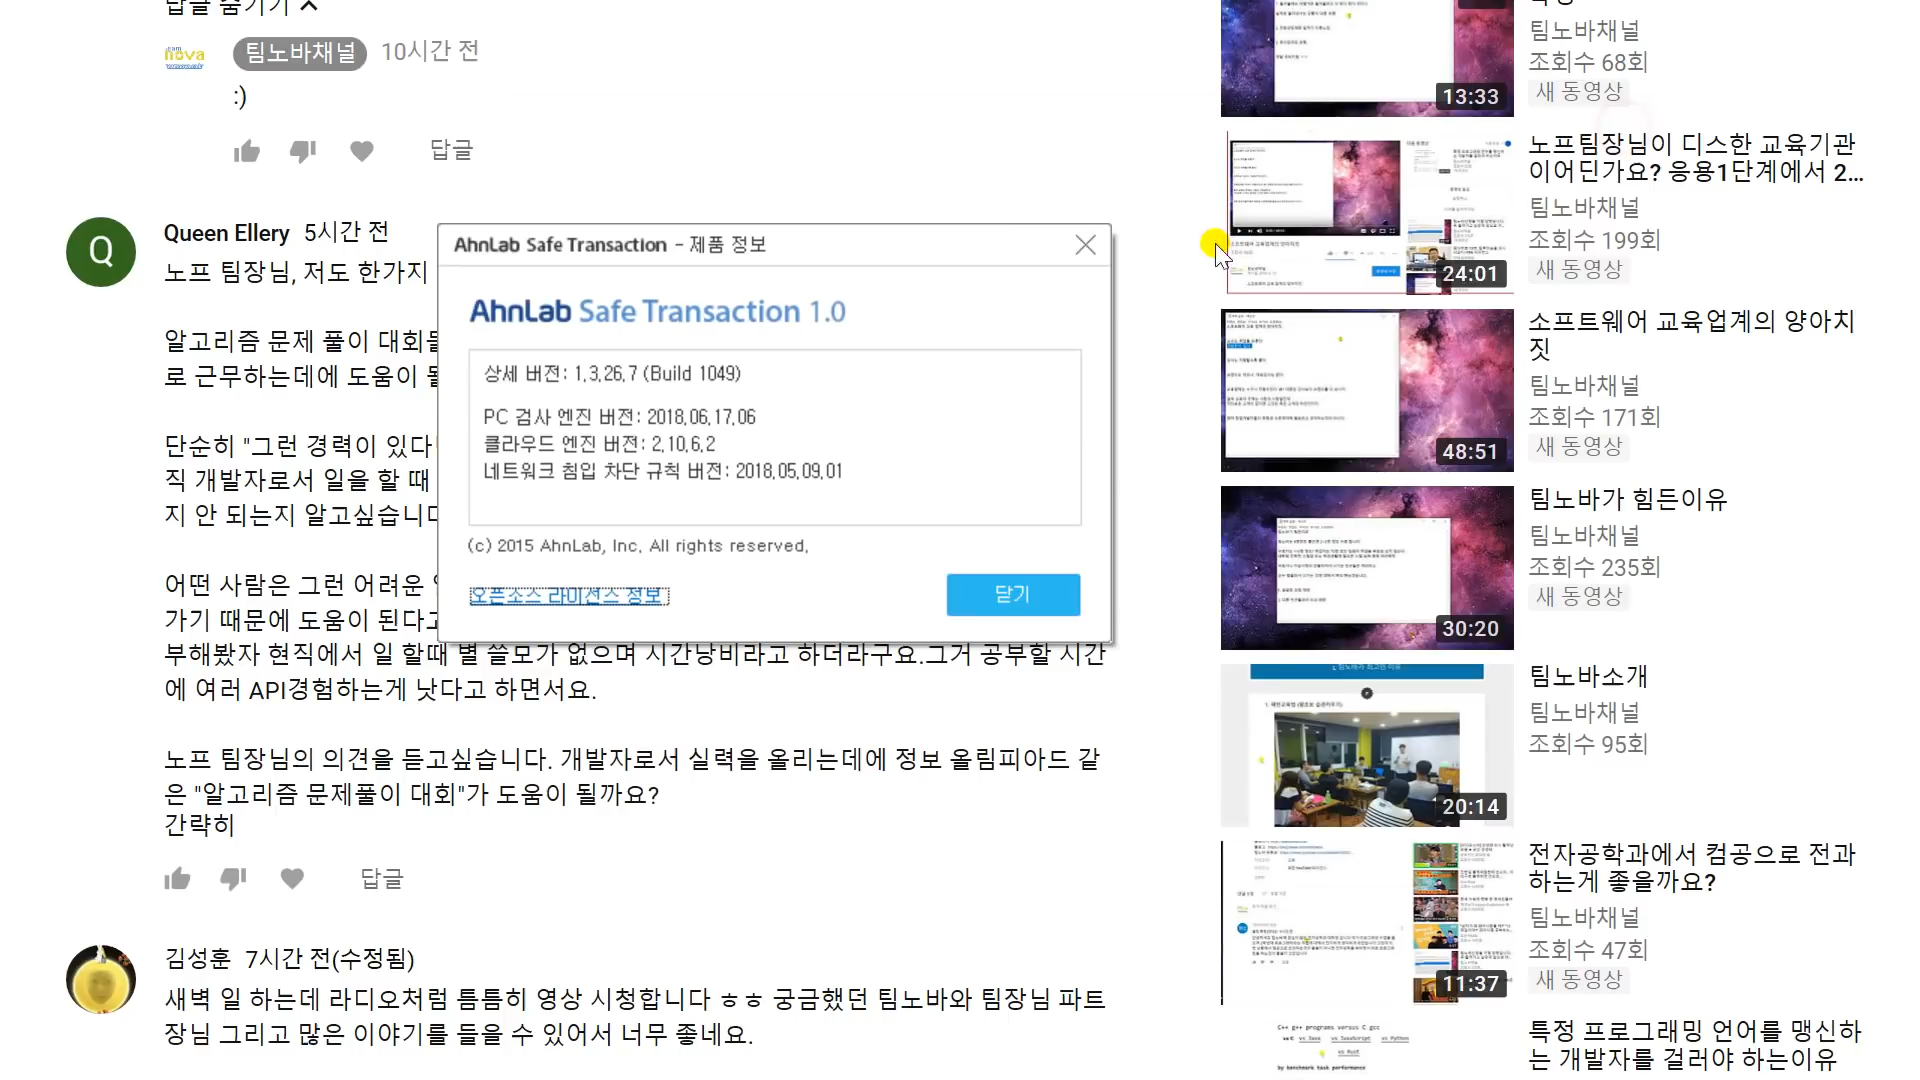 답글 숨기기
팀노바채널 10시간 전
:)
답글
Q
Queen Ellery 5시간 전
노프 팀장님, 저도 한가지
알고리즘 문제 풀이 대회
로 근무하는데에 도움이
단순히 "그런 경력이 있다
직 개발자로서 일을 할 때
지 안 되는지 알고싶습니다
어떤 사람은 그런 어려운
가기 때문에 도움이 된다고
부해봤자 현직에서 일 할때 별 쓸모가 없으며 시간낭비라고 하더라구요.그거 공부할 시간
에 여러 API경험하는게 낫다고 하면서요.
노프 팀장님의 의견을 듣고싶습니다. 개발자로서 실력을 올리는데에 정보 올림피아드 같
은 "알고리즘 문제풀이 대회"가 도움이 될까요?
간략히
답글
김성훈 7시간 전(수정됨)
새벽 일 하는데 라디오처럼 틈틈히 영상 시청합니다 ㅎㅎ 궁금했던 팀노바와 팀장님 파트
장님 그리고 많은 이야기를 들을 수 있어서 너무 좋네요.
AhnLab Safe Transaction - 제품 정보
AhnLab Safe Transaction 1.0
상세 버전: 1.3.26.7 (Build 1049)
PC 검사 엔진 버전: 2018.06.17.06
클라우드 엔진 버전: 2.10.6.2
네트워크 침입 차단 규칙 버전: 2018.05.09.01
(c) 2015 AhnLab, Inc. All rights reserved.
오픈소스 라이선스 정보
닫기
13:33
팀노바채널
조회수 68회
새 동영상
24:01
노프팀장님이 디스한 교육기관
이어딘가요? 응용1단계에서 2...
팀노바채널
조회수 199회
새 동영상
48:51
소프트웨어 교육업계의 양아치
짓
팀노바채널
조회수 171회
새 동영상
30:20
팀노바가 힘든이유
팀노바채널
조회수 235회
새 동영상
20:14
팀노바소개
팀노바채널
조회수 95회
11:37
전자공학과에서 컴공으로 전과
하는게 좋을까요?
팀노바채널
조회수 47회
새 동영상
C++ g++ programs versus C gcc
vs C vs Java vs JavaScript vs Python
vs Rust
by benchmark task performance
특정 프로그래밍 언어를 맹신하
는 개발자를 걸러야 하는이유